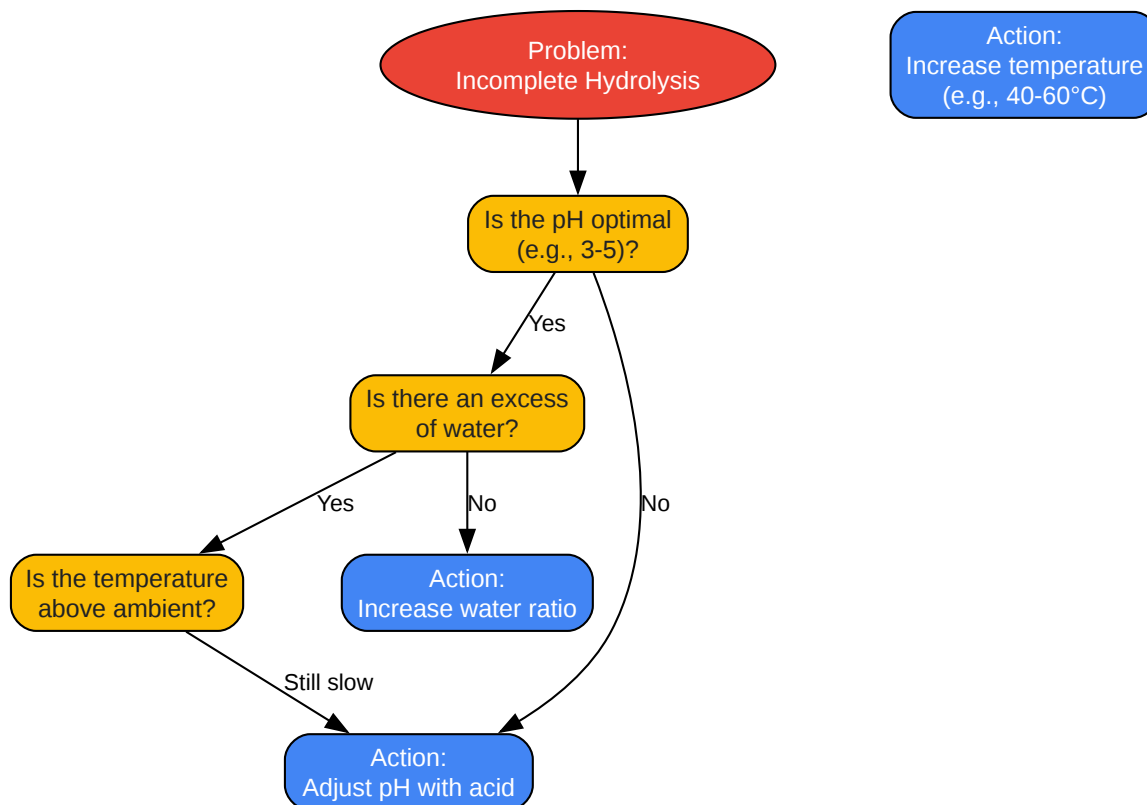 Problem:
Incomplete Hydrolysis
Action:
Increase temperature
(e.g., 40-60°C)
Is the pH optimal
(e.g., 3-5)?
Yes
Is there an excess
of water?
Yes
No
No
Is the temperature
above ambient?
Action:
Increase water ratio
Still slow
Action:
Adjust pH with acid